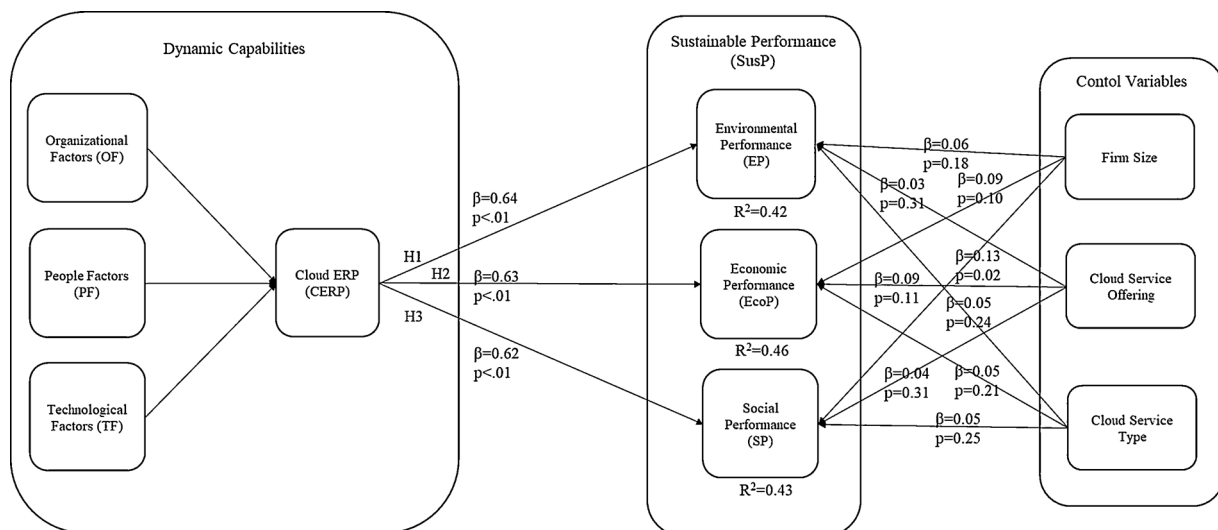 Dynamic Capabilities
Organizational
Factors (OF)
People Factors
(PF)
Technological
Factors (TF)
Cloud ERP
(CERP)
H1
H2
H3
β=0.64
p<.01
β=0.63
p<.01
β=0.62
p<.01
Sustainable Performance
(SusP)
Environmental
Performance
(EP)
R²=0.42
Economic
Performance
(EcoP)
R²=0.46
Social
Performance
(SP)
R²=0.43
β=0.06
p=0.18
β=0.03
p=0.31
β=0.09
p=0.10
β=0.13
p=0.02
β=0.09
p=0.11
β=0.05
p=0.24
β=0.04
p=0.31
β=0.05
p=0.21
β=0.05
p=0.25
Contol Variables
Firm Size
Cloud Service
Offering
Cloud Service
Type